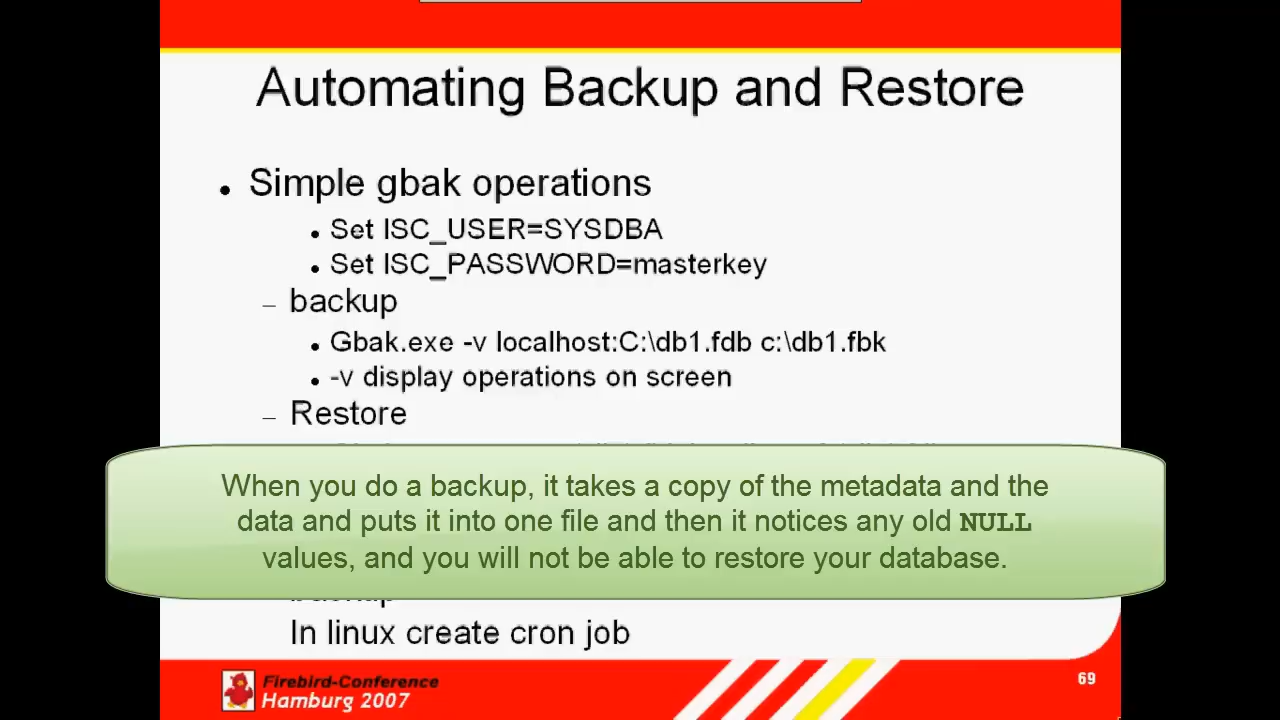 Automating Backup and Restore
• Simple gbak operations
• Set ISC_USER=SYSDBA
• Set ISC_PASSWORD=masterkey
– backup
• Gbak.exe -v localhost:C:\db1.fdb c:\db1.fbk
• -v display operations on screen
– Restore
When you do a backup, it takes a copy of the metadata and the
data and puts it into one file and then it notices any old NULL
values, and you will not be able to restore your database.
In linux create cron job
Firebird-Conference
Hamburg 2007
69